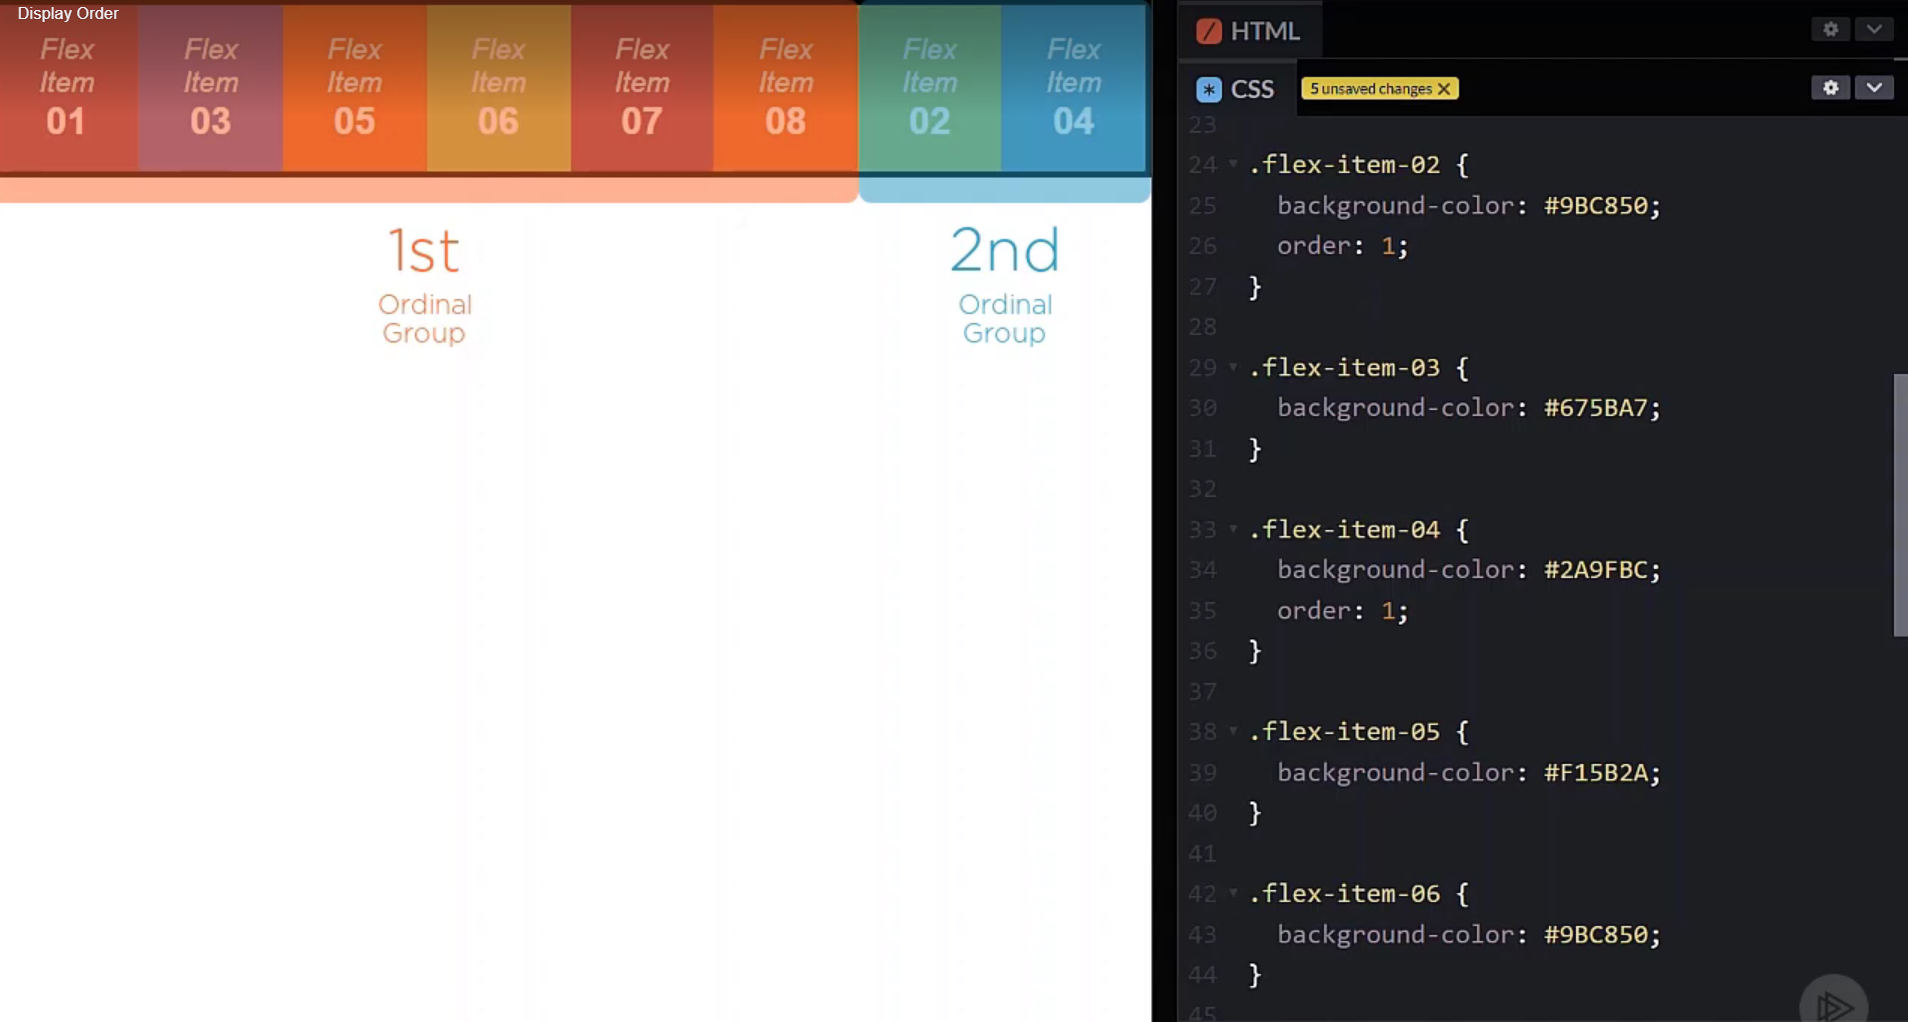 Display Order
Flex Item 01
Flex Item 03
Flex Item 05
Flex Item 06
Flex Item 07
Flex Item 08
Flex Item 02
Flex Item 04
1st
Ordinal
Group
2nd
Ordinal
Group
HTML
CSS
5 unsaved changes X
23
24 .flex-item-02 {
25 background-color: #9BC850;
26 order: 1;
27 }
28
29 .flex-item-03 {
30 background-color: #675BA7;
31 }
32
33 .flex-item-04 {
34 background-color: #2A9FBC;
35 order: 1;
36 }
37
38 .flex-item-05 {
39 background-color: #F15B2A;
40 }
41
42 .flex-item-06 {
43 background-color: #9BC850;
44 }
45